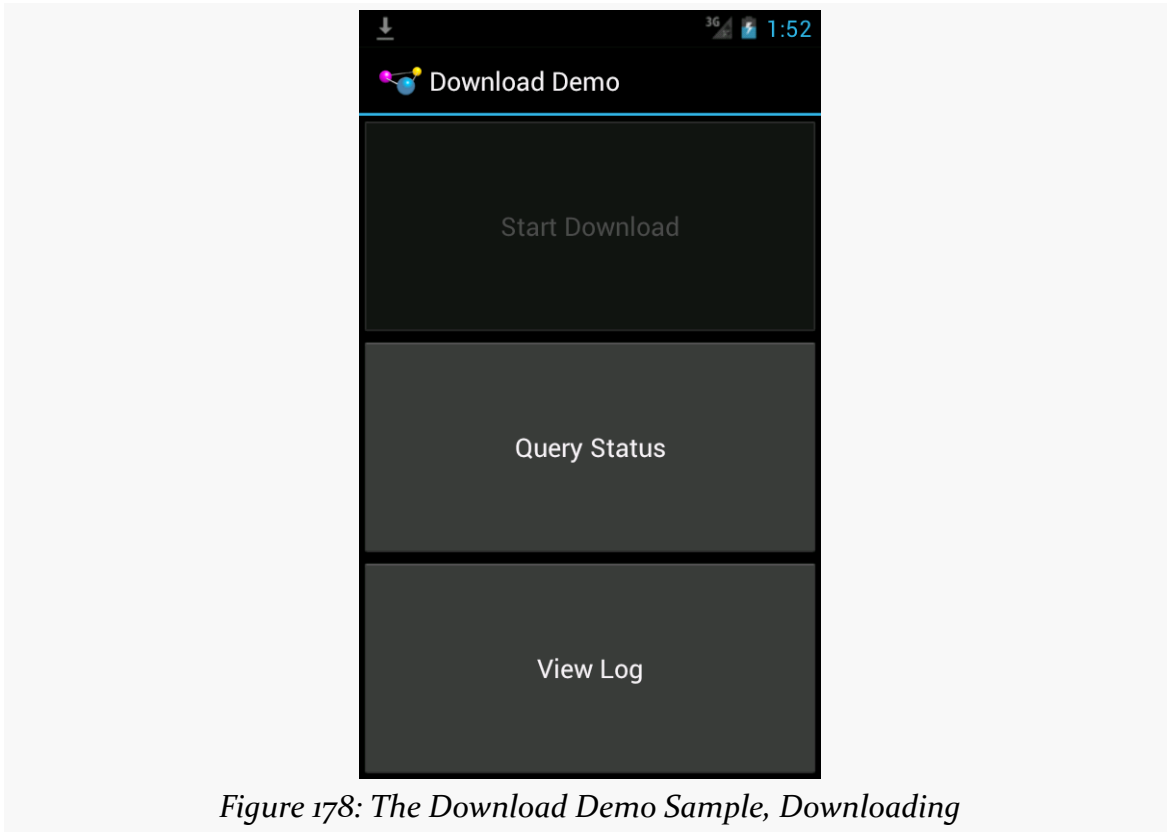 3G 1:52
Download Demo
Start Download
Query Status
View Log
Figure 178: The Download Demo Sample, Downloading